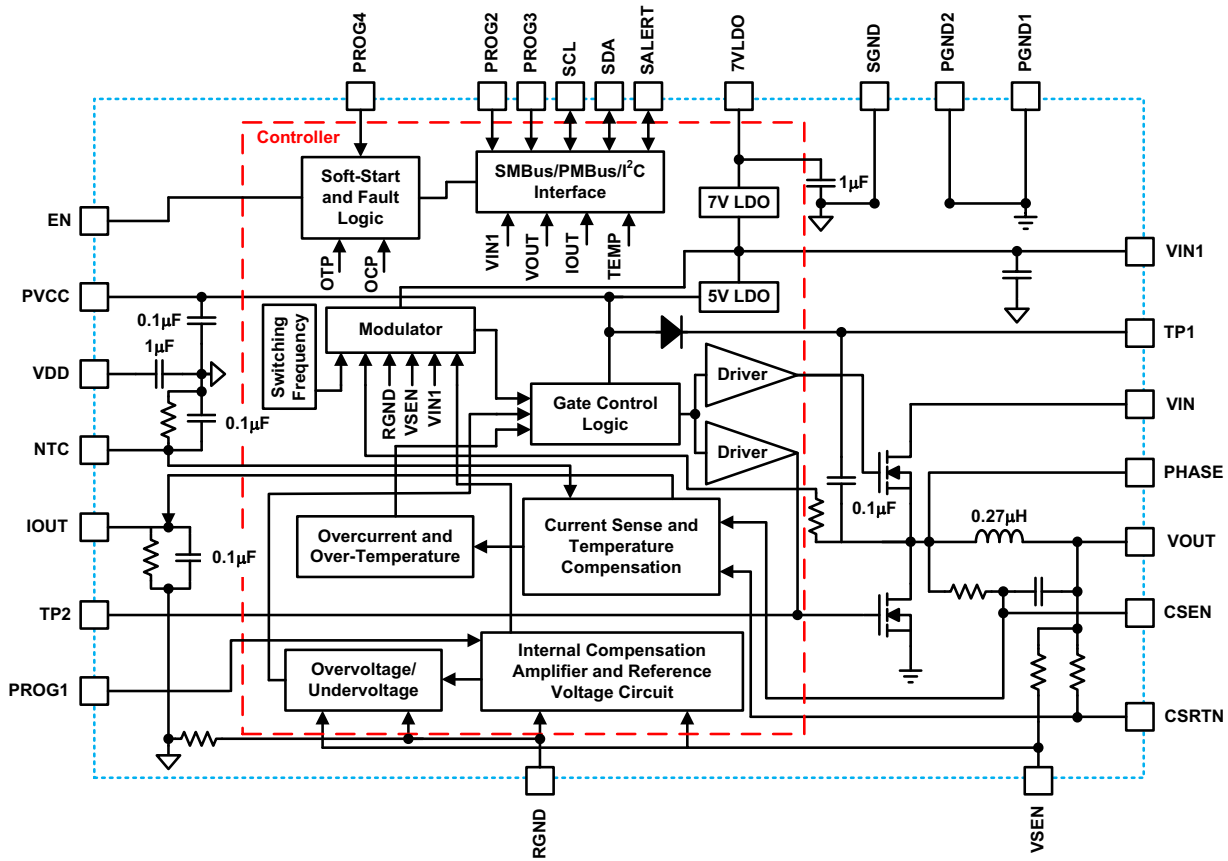 PROG4
PROG2
PROG3
SCL
SDA
SALERT
7VLDO
SGND
PGND2
PGND1
Controller
Soft-Start
and Fault
Logic
SMBus/PMBus/I²C
Interface
1µF
7V LDO
EN
VIN1
VOUT
IOUT
TEMP
OTP
OCP
VIN1
PVCC
5V LDO
0.1µF
Switching
Frequency
Modulator
TP1
1µF
VDD
Driver
RGND
VSEN
VIN1
Gate Control
Logic
VIN
0.1µF
NTC
Driver
PHASE
0.1µF
0.27µH
IOUT
Overcurrent and
Over-Temperature
Current Sense and
Temperature
Compensation
VOUT
0.1µF
TP2
CSEN
Internal Compensation
Amplifier and Reference
Voltage Circuit
Overvoltage/
Undervoltage
PROG1
CSRTN
RGND
VSEN